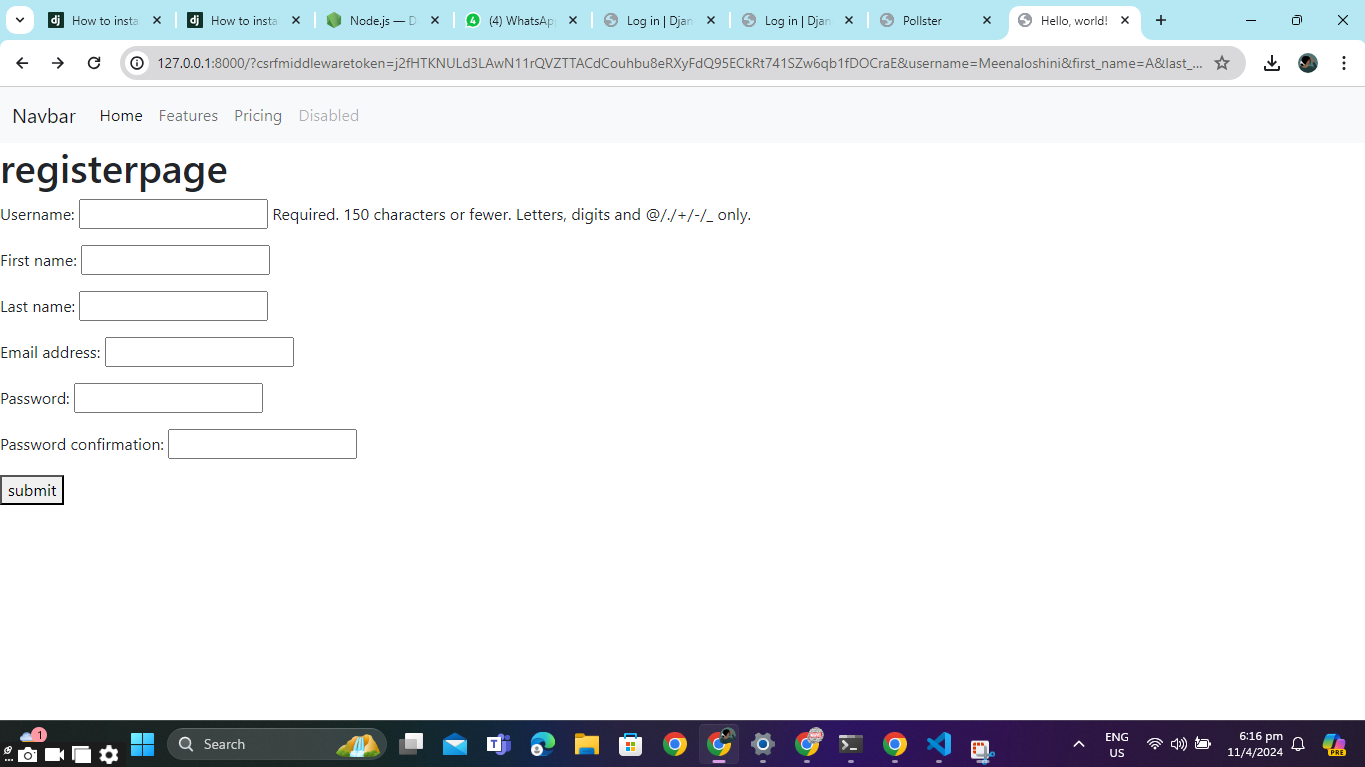 How to insta
How to insta
Node.js — D
(4) WhatsApp
Log in | Djan
Log in | Djan
Pollster
Hello, world!
127.0.0.1:8000/?csrfmiddlewaretoken=j2fHTKNULd3LAwN11rQVZTTACdCouhbu8eRXyFdQ95ECkRt741SZw6qb1fDOCraE&username=Meenaloshini&first_name=A&last_...
Navbar Home Features Pricing Disabled
registerpage
Username: Required. 150 characters or fewer. Letters, digits and @/./+/-/_ only.
First name:
Last name:
Email address:
Password:
Password confirmation:
submit
1
Search
ENG
US
6:16 pm
11/4/2024
PRE